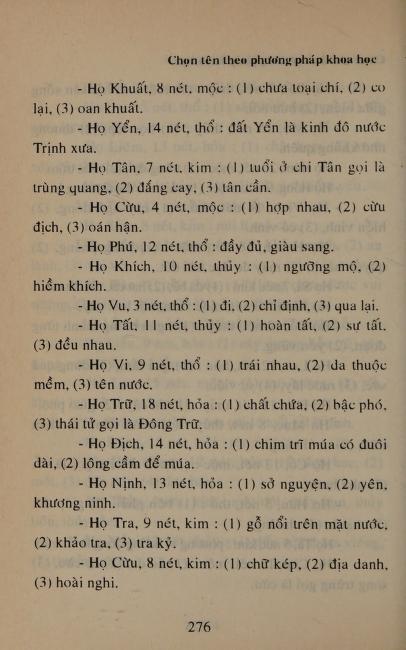 Chọn tên theo phương pháp khoa học
- Họ Khuất, 8 nét, mộc : (1) chưa toại chí, (2) co
lại, (3) oan khuất.
- Họ Yển, 14 nét, thổ : đất Yển là kinh đô nước
Trịnh xưa.
- Họ Tân, 7 nét, kim : (1) tuổi ở chi Tân gọi là
trùng quang, (2) đắng cay, (3) tân cần.
- Họ Cừu, 4 nét, mộc : (1) hợp nhau, (2) cừu
địch, (3) oán hận.
- Họ Phú, 12 nét, thổ : đầy đủ, giàu sang.
- Họ Khích, 10 nét, thủy : (1) ngưỡng mộ, (2)
hiềm khích.
- Họ Vu, 3 nét, thổ : (1) đi, (2) chỉ định, (3) qua lại.
- Họ Tất, 11 nét, thủy : (1) hoàn tất, (2) sư tất,
(3) đều nhau.
- Họ Vi, 9 nét, thổ : (1) trái nhau, (2) da thuộc
mềm, (3) tên nước.
- Họ Trữ, 18 nét, hỏa : (1) chất chứa, (2) bậc phó,
(3) thái tử gọi là Đông Trữ.
- Họ Địch, 14 nét, hỏa : (1) chim trĩ múa có đuôi
dài, (2) lông cầm để múa.
- Họ Nịnh, 13 nét, hỏa : (1) sở nguyện, (2) yên,
khương ninh.
- Họ Tra, 9 nét, kim : (1) gỗ nổi trên mặt nước,
(2) khảo tra, (3) tra kỷ.
- Họ Cừu, 8 nét, kim : (1) chữ kép, (2) địa danh,
(3) hoài nghi.
276